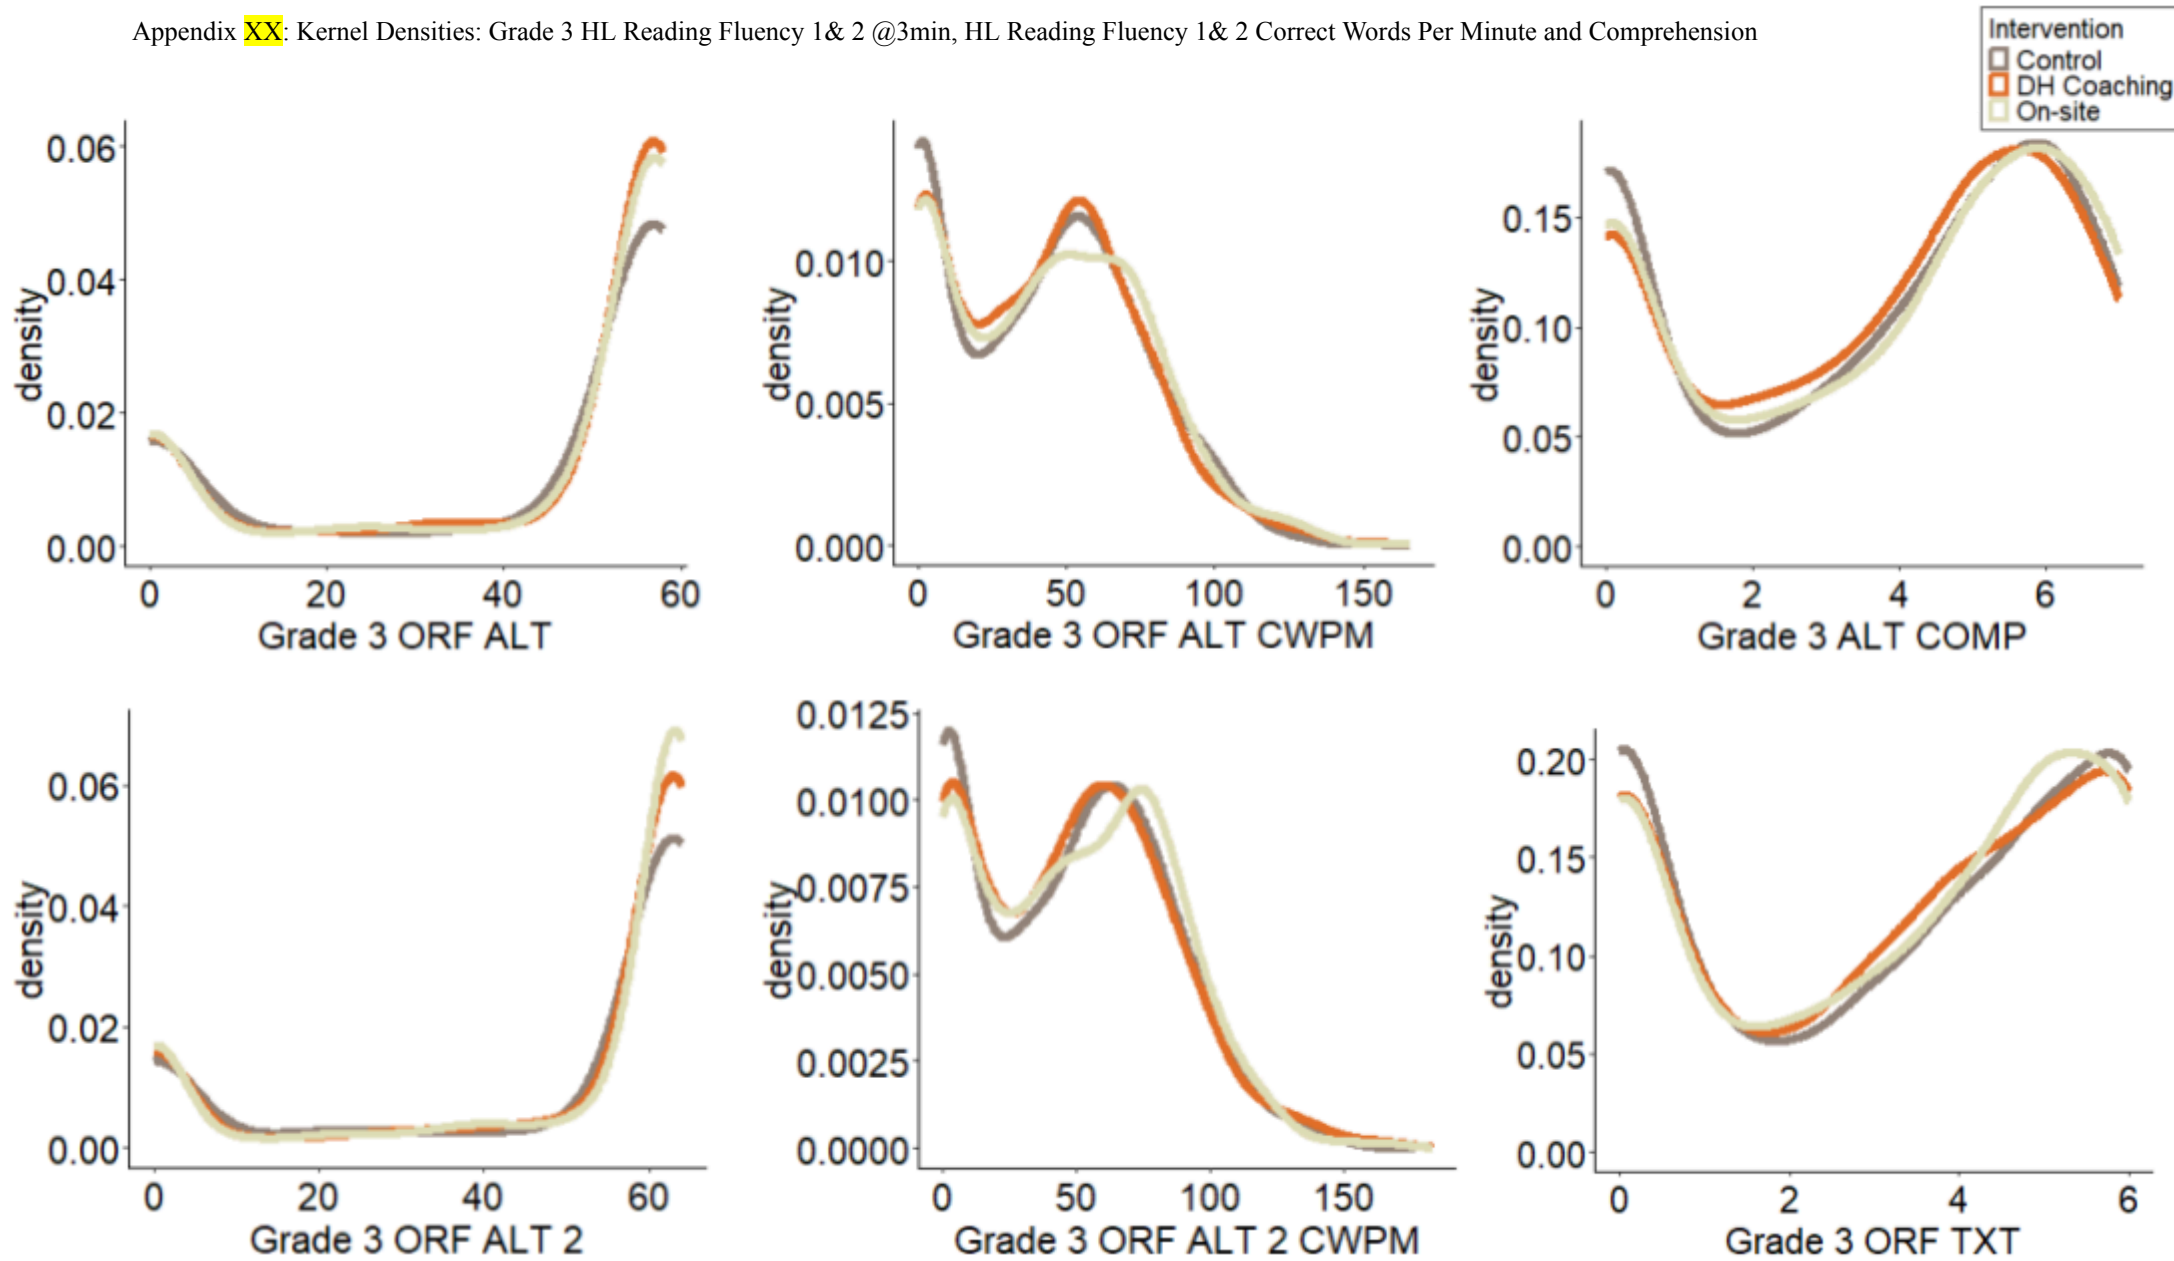 Appendix XX: Kernel Densities: Grade 3 HL Reading Fluency 1& 2 @3min, HL Reading Fluency 1& 2 Correct Words Per Minute and Comprehension
Intervention
Control
DH Coaching
On-site
density
0.06
0.04
0.02
0.00
0 20 40 60
Grade 3 ORF ALT
density
0.010
0.005
0.000
0 50 100 150
Grade 3 ORF ALT CWPM
density
0.15
0.10
0.05
0.00
0 2 4 6
Grade 3 ALT COMP
density
0.06
0.04
0.02
0.00
0 20 40 60
Grade 3 ORF ALT 2
density
0.0125
0.0100
0.0075
0.0050
0.0025
0.0000
0 50 100 150
Grade 3 ORF ALT 2 CWPM
density
0.20
0.15
0.10
0.05
0.00
0 2 4 6
Grade 3 ORF TXT